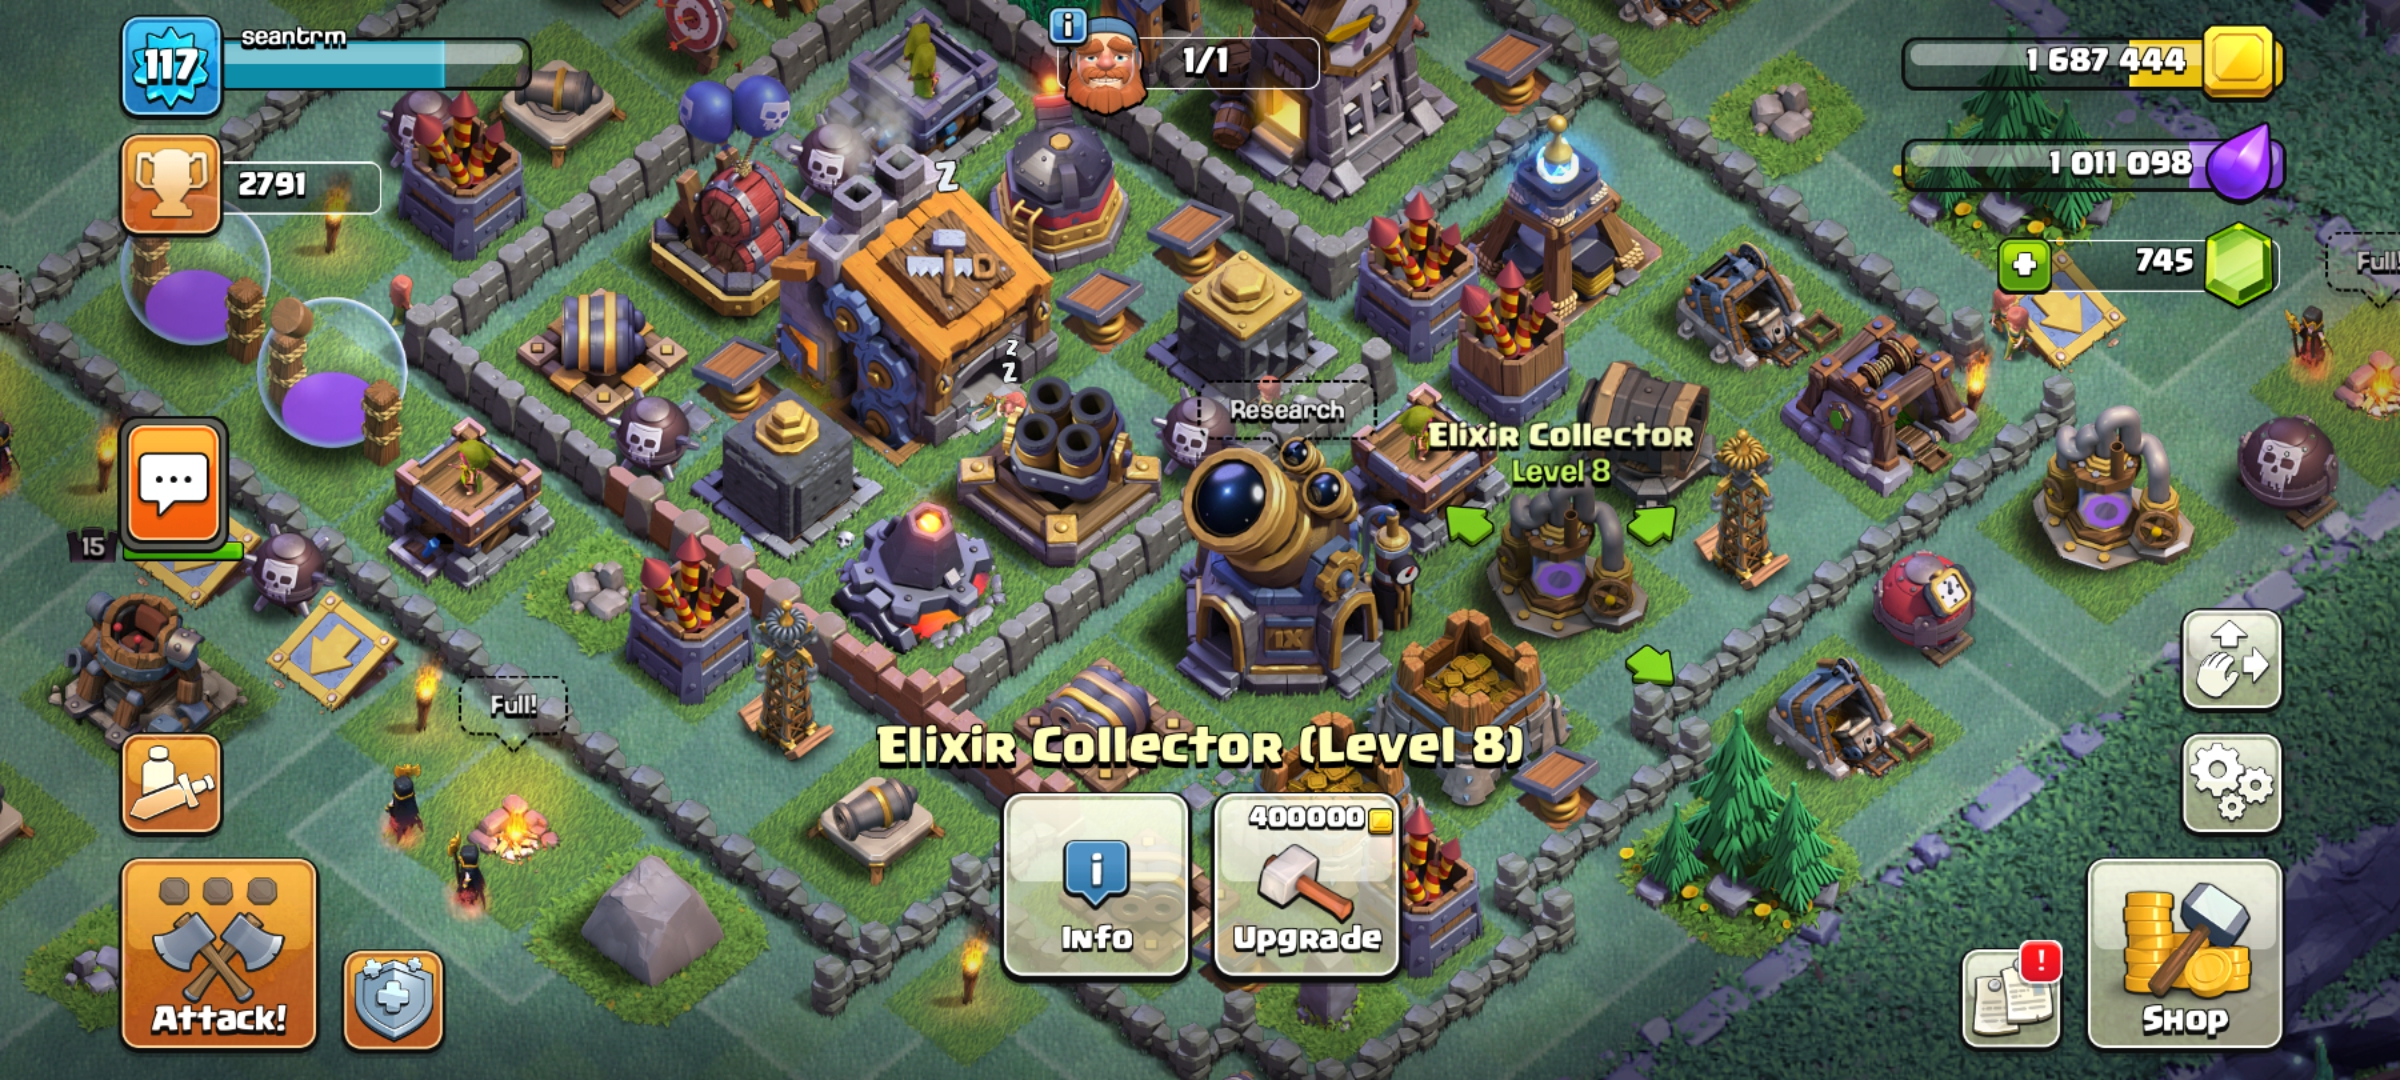 117
seantrm
1/1
1 687 444
2791
1 011 098
745
Full!
Z
z
z
Research
Elixir Collector
Level 8
15
IX
Full!
Elixir Collector (Level 8)
400000
Info
Upgrade
Attack!
!
Shop